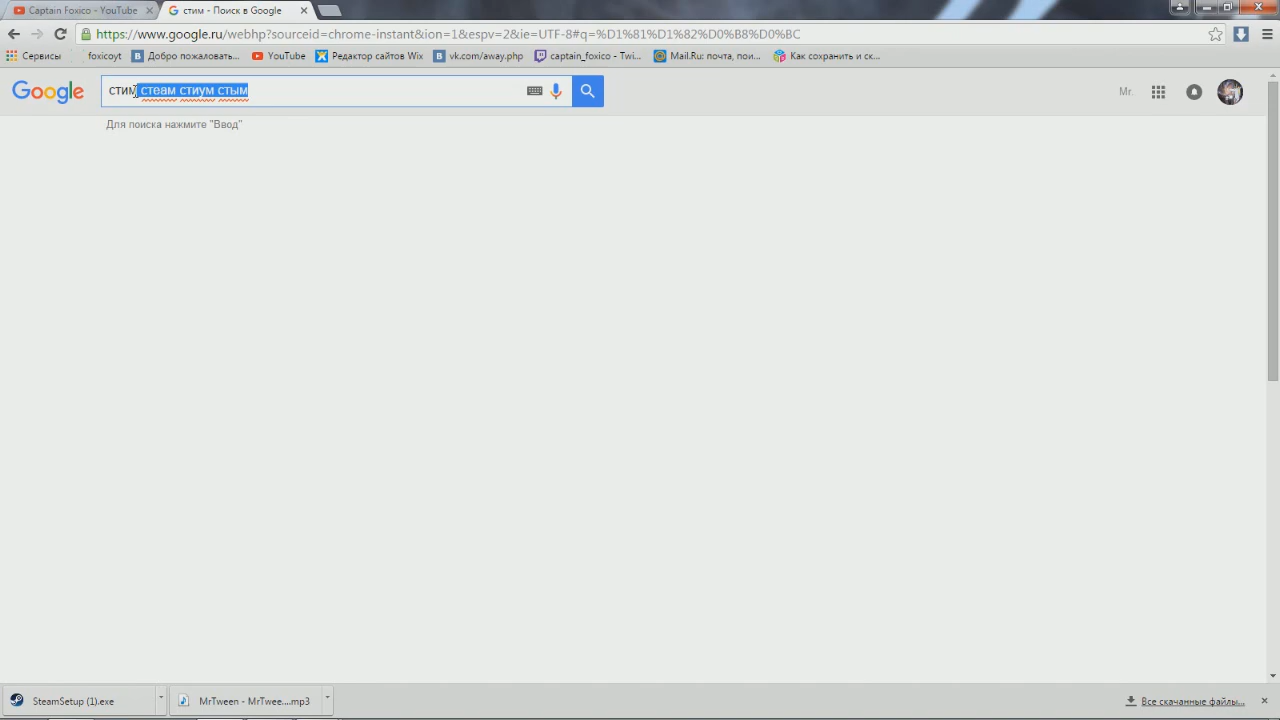 Captain Foxico - YouTube
стим - Поиск в Google
https://www.google.ru/webhp?sourceid=chrome-instant&ion=1&espv=2&ie=UTF-8#q=%D1%81%D1%82%D0%B8%D0%BC
Сервисы foxicoyt Добро пожаловать... YouTube Редактор сайтов Wix vk.com/away.php captain_foxico - Twi... Mail.Ru: почта, пои... Как сохранить и ск...
Google стим стеам стиум стым Mr.
Для поиска нажмите "Ввод"
SteamSetup (1).exe MrTween - MrTwee....mp3 Все скачанные файлы...